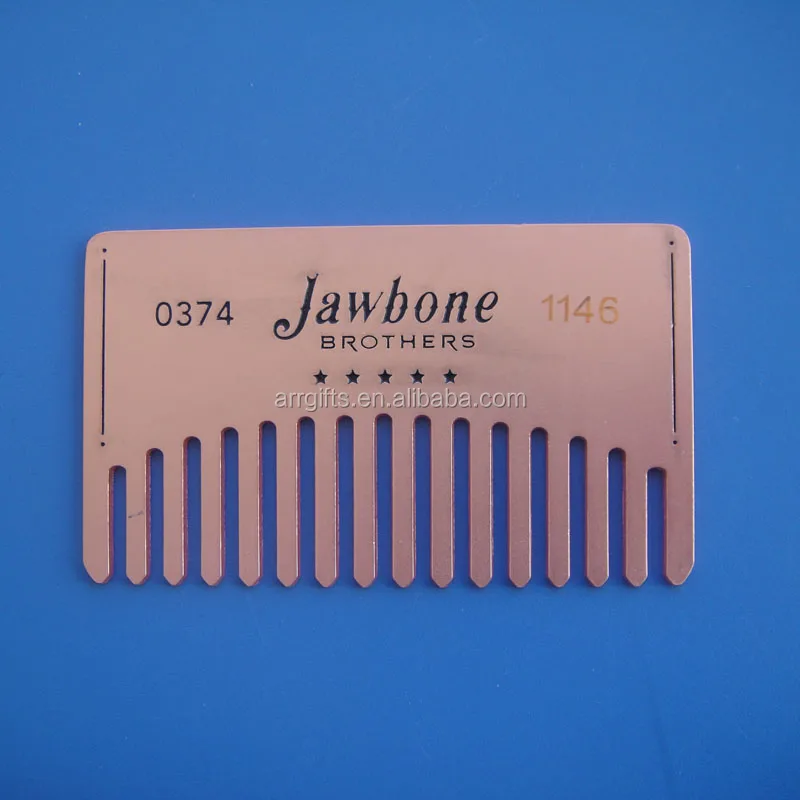 0374 Jawbone 1146
BROTHERS
★★★★★
arrgifts.en.alibaba.com